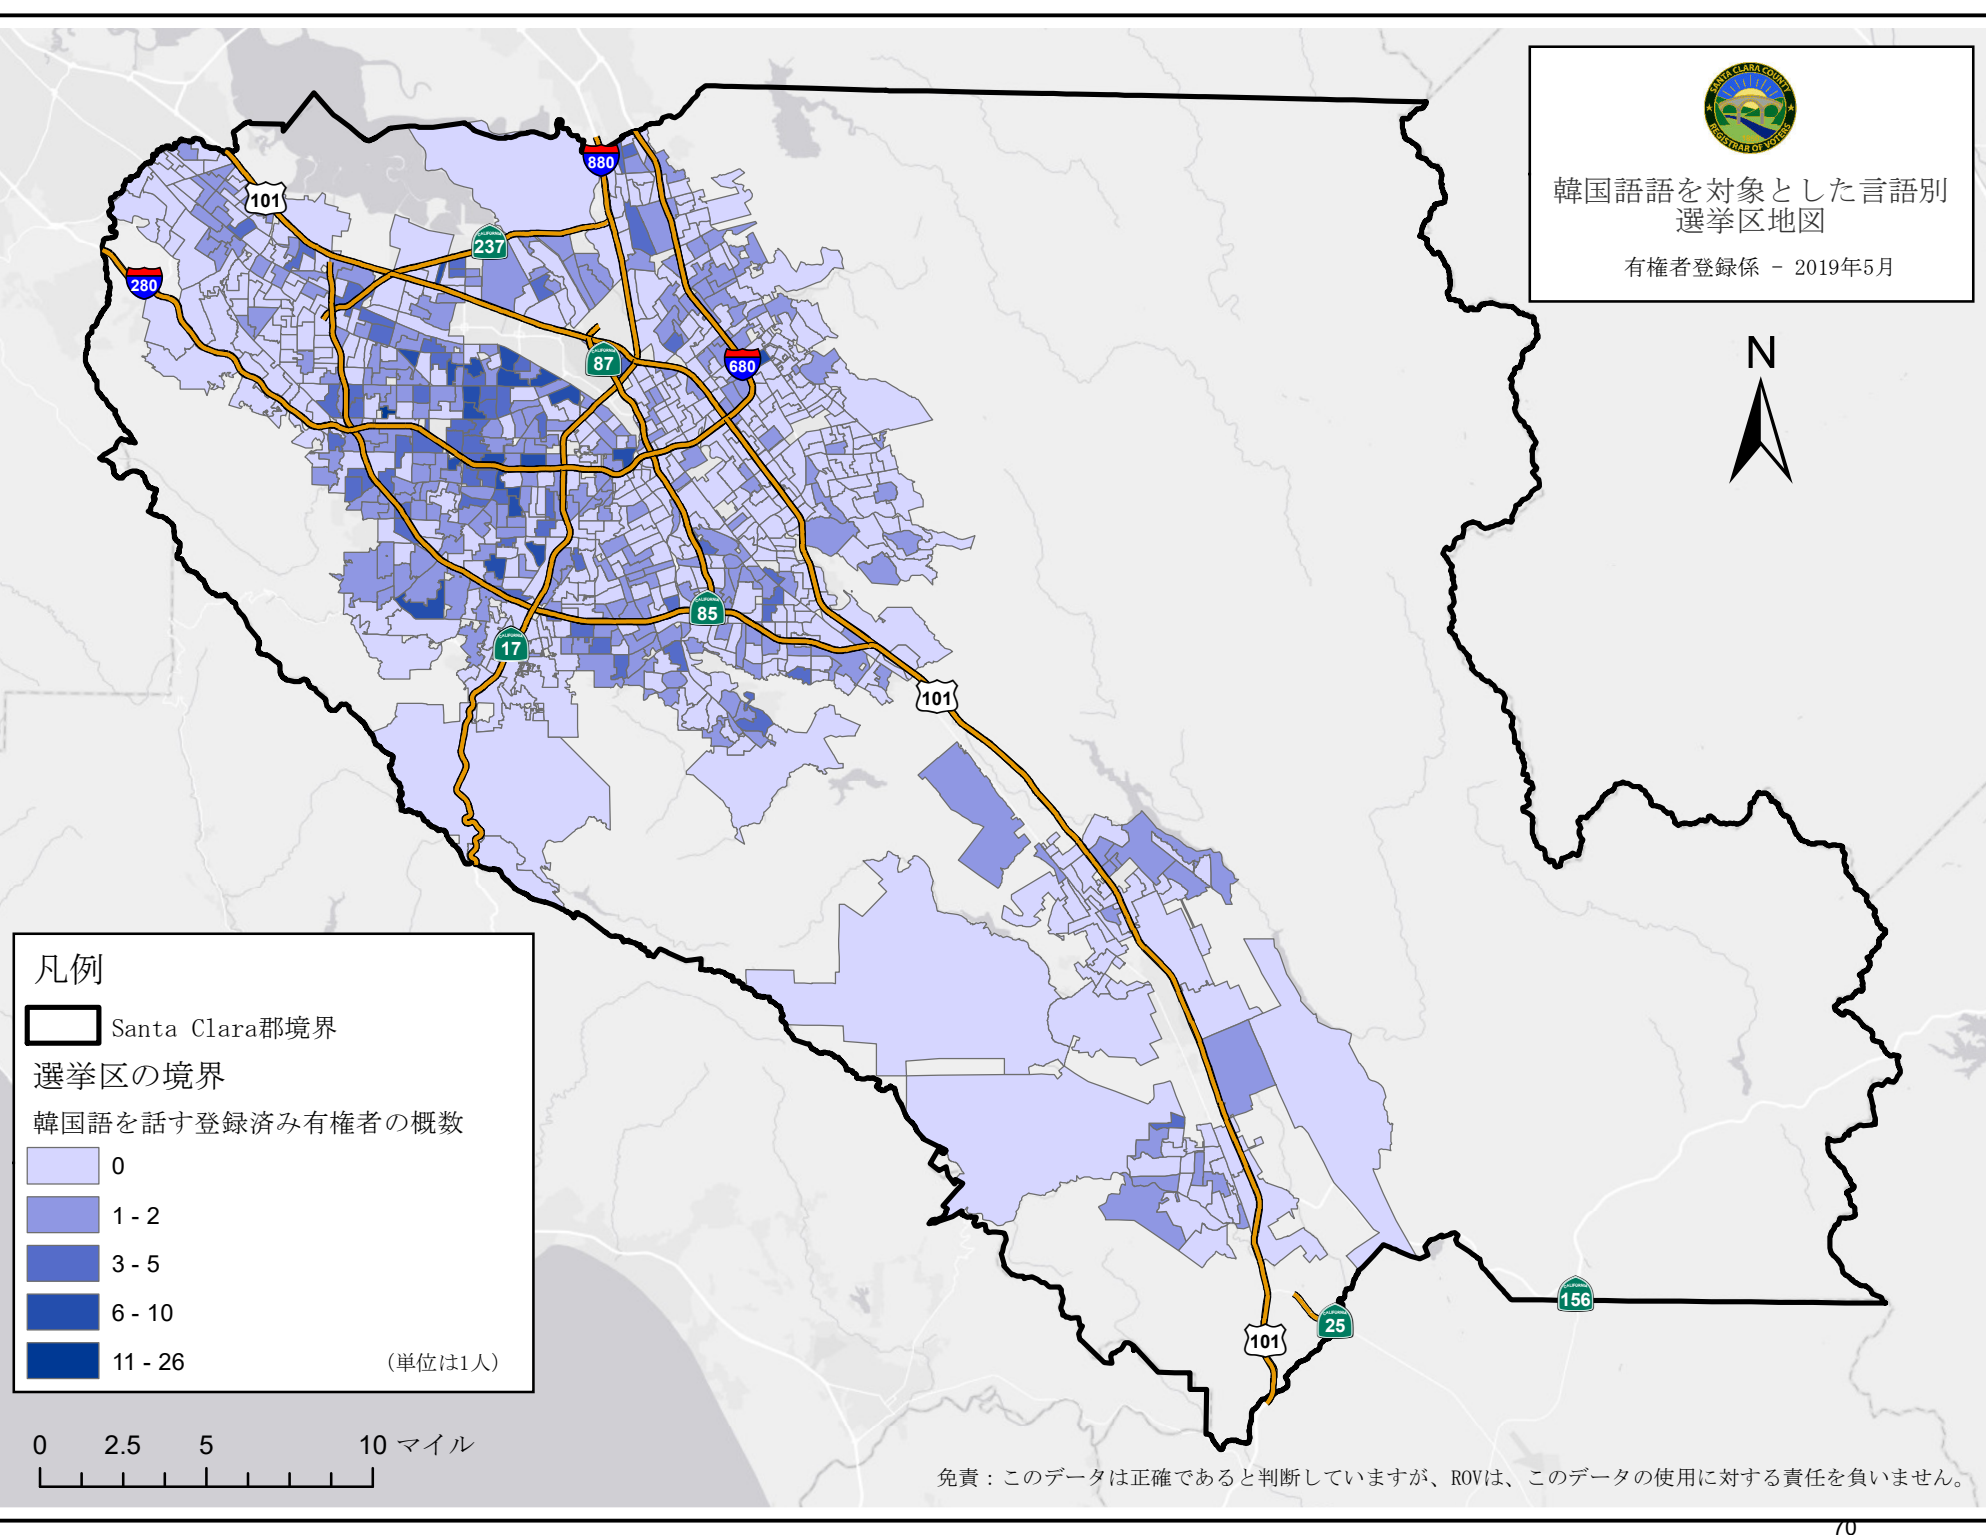 SANTA CLARA COUNTY
REGISTRAR OF VOTERS
韓国語語を対象とした言語別
選挙区地図
有権者登録係 - 2019年5月
N
880
101
237
280
87
680
85
17
101
凡例
Santa Clara郡境界
選挙区の境界
韓国語を話す登録済み有権者の概数
0
1 - 2
3 - 5
6 - 10
11 - 26
(単位は1人)
156
25
101
0 2.5 5 10 マイル
免責：このデータは正確であると判断していますが、ROVは、このデータの使用に対する責任を負いません。
70